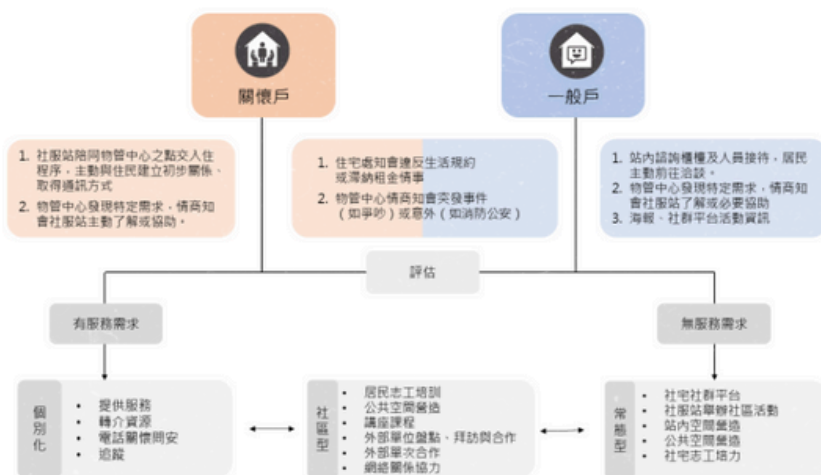 關懷戶
一般戶
1. 社服站陪同物管中心之點交入住
程序，主動與住民建立初步關係、
取得通訊方式
2. 物管中心發現特定需求，情商知
會社服站主動了解或協助。
1. 住宅處知會違反生活規約
或滯納租金情事
2. 物管中心情商知會突發事件
（如爭吵）或意外（如消防公安）
1. 站內諮詢櫃檯及人員接待，居民
主動前往洽談。
2. 物管中心發現特定需求，情商知
會社服站了解或必要協助
3. 海報、社群平台活動資訊
評估
有服務需求
無服務需求
個別化
• 提供服務
• 轉介資源
• 電話關懷問安
• 追蹤
社區型
• 居民志工培訓
• 公共空間營造
• 講座課程
• 外部單位盤點、拜訪與合作
• 外部單次合作
• 網絡關係協力
常態型
• 社宅社群平台
• 社服站舉辦社區活動
• 站內空間營造
• 公共空間營造
• 社宅志工培力